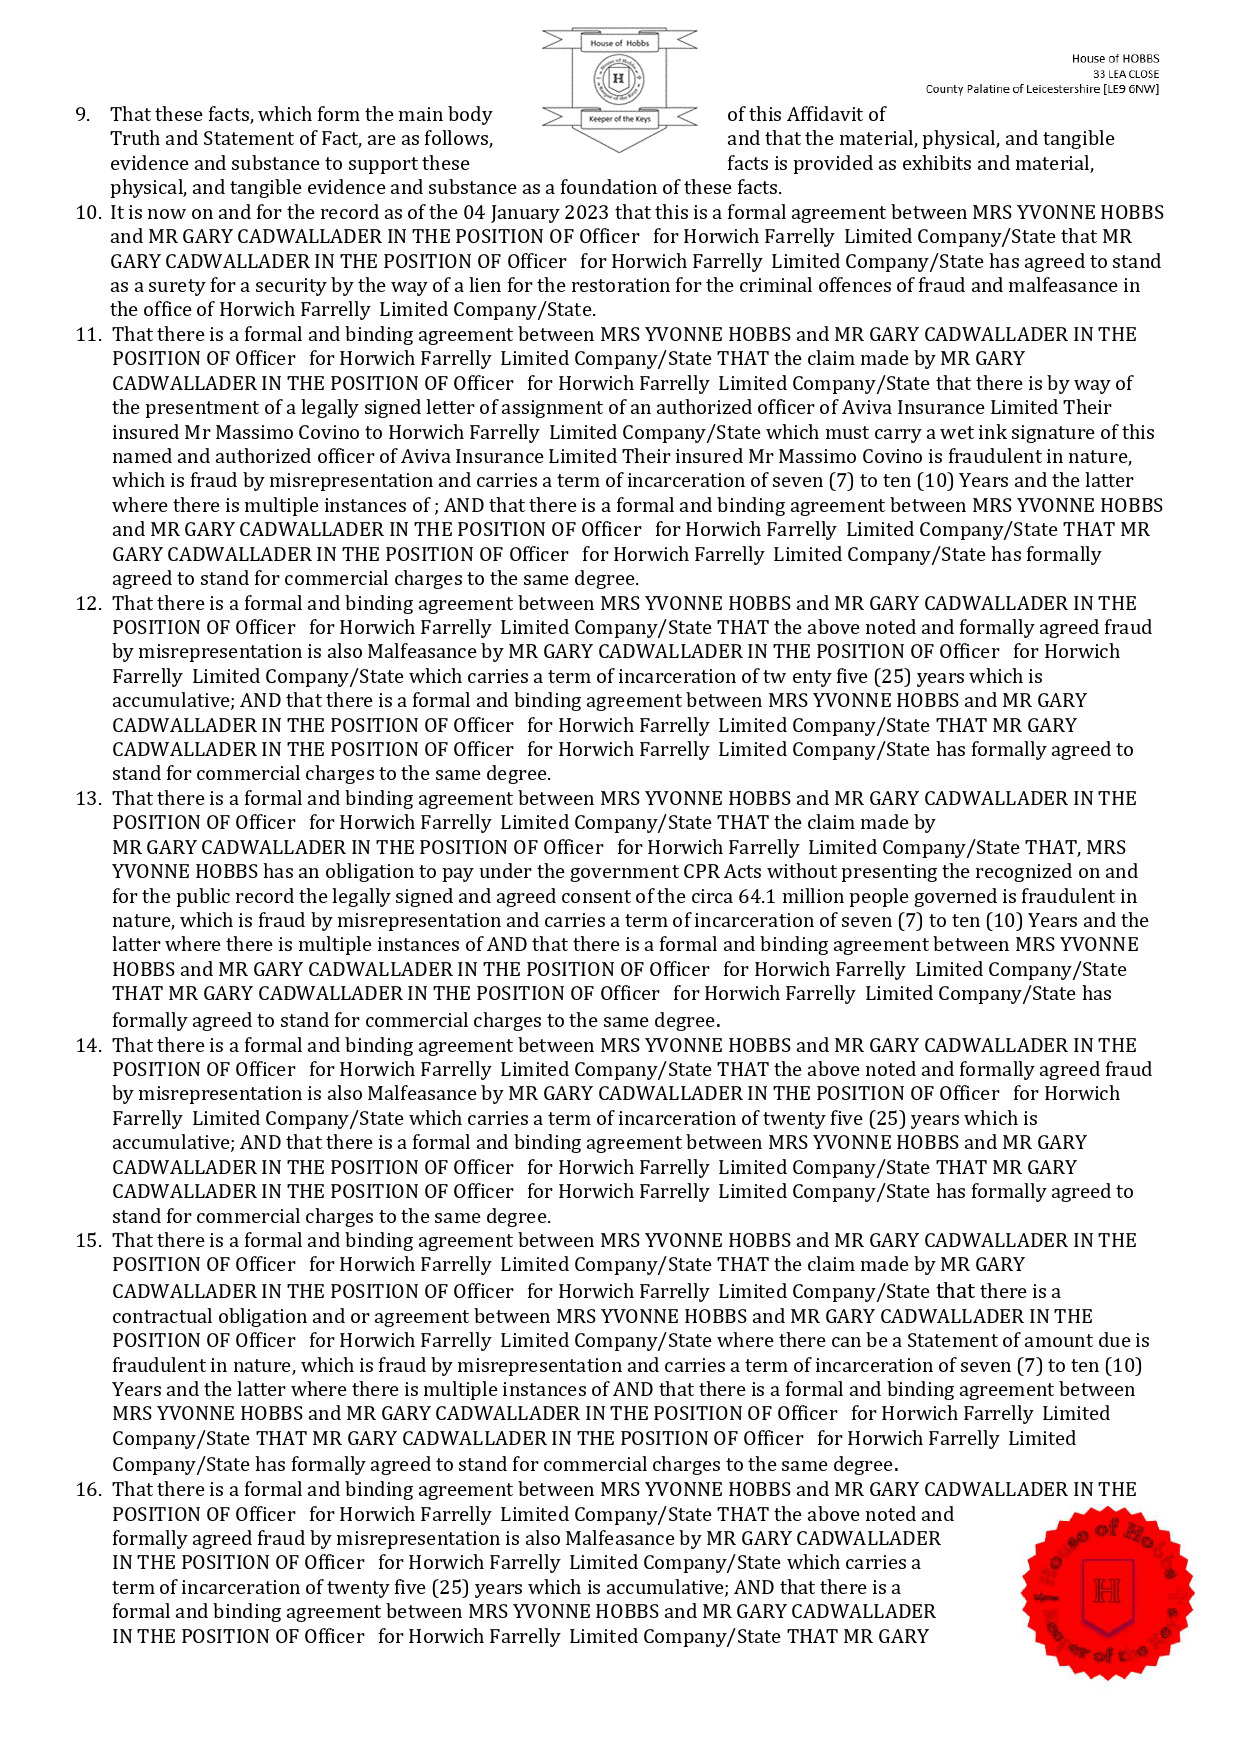 House of Hobbs
H
Keeper of the Keys
House of HOBBS
33 LEA CLOSE
County Palatine of Leicestershire [LE9 6NW]
9. That these facts, which form the main body of this Affidavit of
Truth and Statement of Fact, are as follows, and that the material, physical, and tangible
evidence and substance to support these facts is provided as exhibits and material,
physical, and tangible evidence and substance as a foundation of these facts.
10. It is now on and for the record as of the 04 January 2023 that this is a formal agreement between MRS YVONNE HOBBS
and MR GARY CADWALLADER IN THE POSITION OF Officer for Horwich Farrelly Limited Company/State that MR
GARY CADWALLADER IN THE POSITION OF Officer for Horwich Farrelly Limited Company/State has agreed to stand
as a surety for a security by the way of a lien for the restoration for the criminal offences of fraud and malfeasance in
the office of Horwich Farrelly Limited Company/State.
11. That there is a formal and binding agreement between MRS YVONNE HOBBS and MR GARY CADWALLADER IN THE
POSITION OF Officer for Horwich Farrelly Limited Company/State THAT the claim made by MR GARY
CADWALLADER IN THE POSITION OF Officer for Horwich Farrelly Limited Company/State that there is by way of
the presentment of a legally signed letter of assignment of an authorized officer of Aviva Insurance Limited Their
insured Mr Massimo Covino to Horwich Farrelly Limited Company/State which must carry a wet ink signature of this
named and authorized officer of Aviva Insurance Limited Their insured Mr Massimo Covino is fraudulent in nature,
which is fraud by misrepresentation and carries a term of incarceration of seven (7) to ten (10) Years and the latter
where there is multiple instances of ; AND that there is a formal and binding agreement between MRS YVONNE HOBBS
and MR GARY CADWALLADER IN THE POSITION OF Officer for Horwich Farrelly Limited Company/State THAT MR
GARY CADWALLADER IN THE POSITION OF Officer for Horwich Farrelly Limited Company/State has formally
agreed to stand for commercial charges to the same degree.
12. That there is a formal and binding agreement between MRS YVONNE HOBBS and MR GARY CADWALLADER IN THE
POSITION OF Officer for Horwich Farrelly Limited Company/State THAT the above noted and formally agreed fraud
by misrepresentation is also Malfeasance by MR GARY CADWALLADER IN THE POSITION OF Officer for Horwich
Farrelly Limited Company/State which carries a term of incarceration of tw enty five (25) years which is
accumulative; AND that there is a formal and binding agreement between MRS YVONNE HOBBS and MR GARY
CADWALLADER IN THE POSITION OF Officer for Horwich Farrelly Limited Company/State THAT MR GARY
CADWALLADER IN THE POSITION OF Officer for Horwich Farrelly Limited Company/State has formally agreed to
stand for commercial charges to the same degree.
13. That there is a formal and binding agreement between MRS YVONNE HOBBS and MR GARY CADWALLADER IN THE
POSITION OF Officer for Horwich Farrelly Limited Company/State THAT the claim made by
MR GARY CADWALLADER IN THE POSITION OF Officer for Horwich Farrelly Limited Company/State THAT, MRS
YVONNE HOBBS has an obligation to pay under the government CPR Acts without presenting the recognized on and
for the public record the legally signed and agreed consent of the circa 64.1 million people governed is fraudulent in
nature, which is fraud by misrepresentation and carries a term of incarceration of seven (7) to ten (10) Years and the
latter where there is multiple instances of AND that there is a formal and binding agreement between MRS YVONNE
HOBBS and MR GARY CADWALLADER IN THE POSITION OF Officer for Horwich Farrelly Limited Company/State
THAT MR GARY CADWALLADER IN THE POSITION OF Officer for Horwich Farrelly Limited Company/State has
formally agreed to stand for commercial charges to the same degree.
14. That there is a formal and binding agreement between MRS YVONNE HOBBS and MR GARY CADWALLADER IN THE
POSITION OF Officer for Horwich Farrelly Limited Company/State THAT the above noted and formally agreed fraud
by misrepresentation is also Malfeasance by MR GARY CADWALLADER IN THE POSITION OF Officer for Horwich
Farrelly Limited Company/State which carries a term of incarceration of twenty five (25) years which is
accumulative; AND that there is a formal and binding agreement between MRS YVONNE HOBBS and MR GARY
CADWALLADER IN THE POSITION OF Officer for Horwich Farrelly Limited Company/State THAT MR GARY
CADWALLADER IN THE POSITION OF Officer for Horwich Farrelly Limited Company/State has formally agreed to
stand for commercial charges to the same degree.
15. That there is a formal and binding agreement between MRS YVONNE HOBBS and MR GARY CADWALLADER IN THE
POSITION OF Officer for Horwich Farrelly Limited Company/State THAT the claim made by MR GARY
CADWALLADER IN THE POSITION OF Officer for Horwich Farrelly Limited Company/State that there is a
contractual obligation and or agreement between MRS YVONNE HOBBS and MR GARY CADWALLADER IN THE
POSITION OF Officer for Horwich Farrelly Limited Company/State where there can be a Statement of amount due is
fraudulent in nature, which is fraud by misrepresentation and carries a term of incarceration of seven (7) to ten (10)
Years and the latter where there is multiple instances of AND that there is a formal and binding agreement between
MRS YVONNE HOBBS and MR GARY CADWALLADER IN THE POSITION OF Officer for Horwich Farrelly Limited
Company/State THAT MR GARY CADWALLADER IN THE POSITION OF Officer for Horwich Farrelly Limited
Company/State has formally agreed to stand for commercial charges to the same degree.
16. That there is a formal and binding agreement between MRS YVONNE HOBBS and MR GARY CADWALLADER IN THE
POSITION OF Officer for Horwich Farrelly Limited Company/State THAT the above noted and
formally agreed fraud by misrepresentation is also Malfeasance by MR GARY CADWALLADER
IN THE POSITION OF Officer for Horwich Farrelly Limited Company/State which carries a
term of incarceration of twenty five (25) years which is accumulative; AND that there is a
formal and binding agreement between MRS YVONNE HOBBS and MR GARY CADWALLADER
IN THE POSITION OF Officer for Horwich Farrelly Limited Company/State THAT MR GARY
House of Hobbs
H